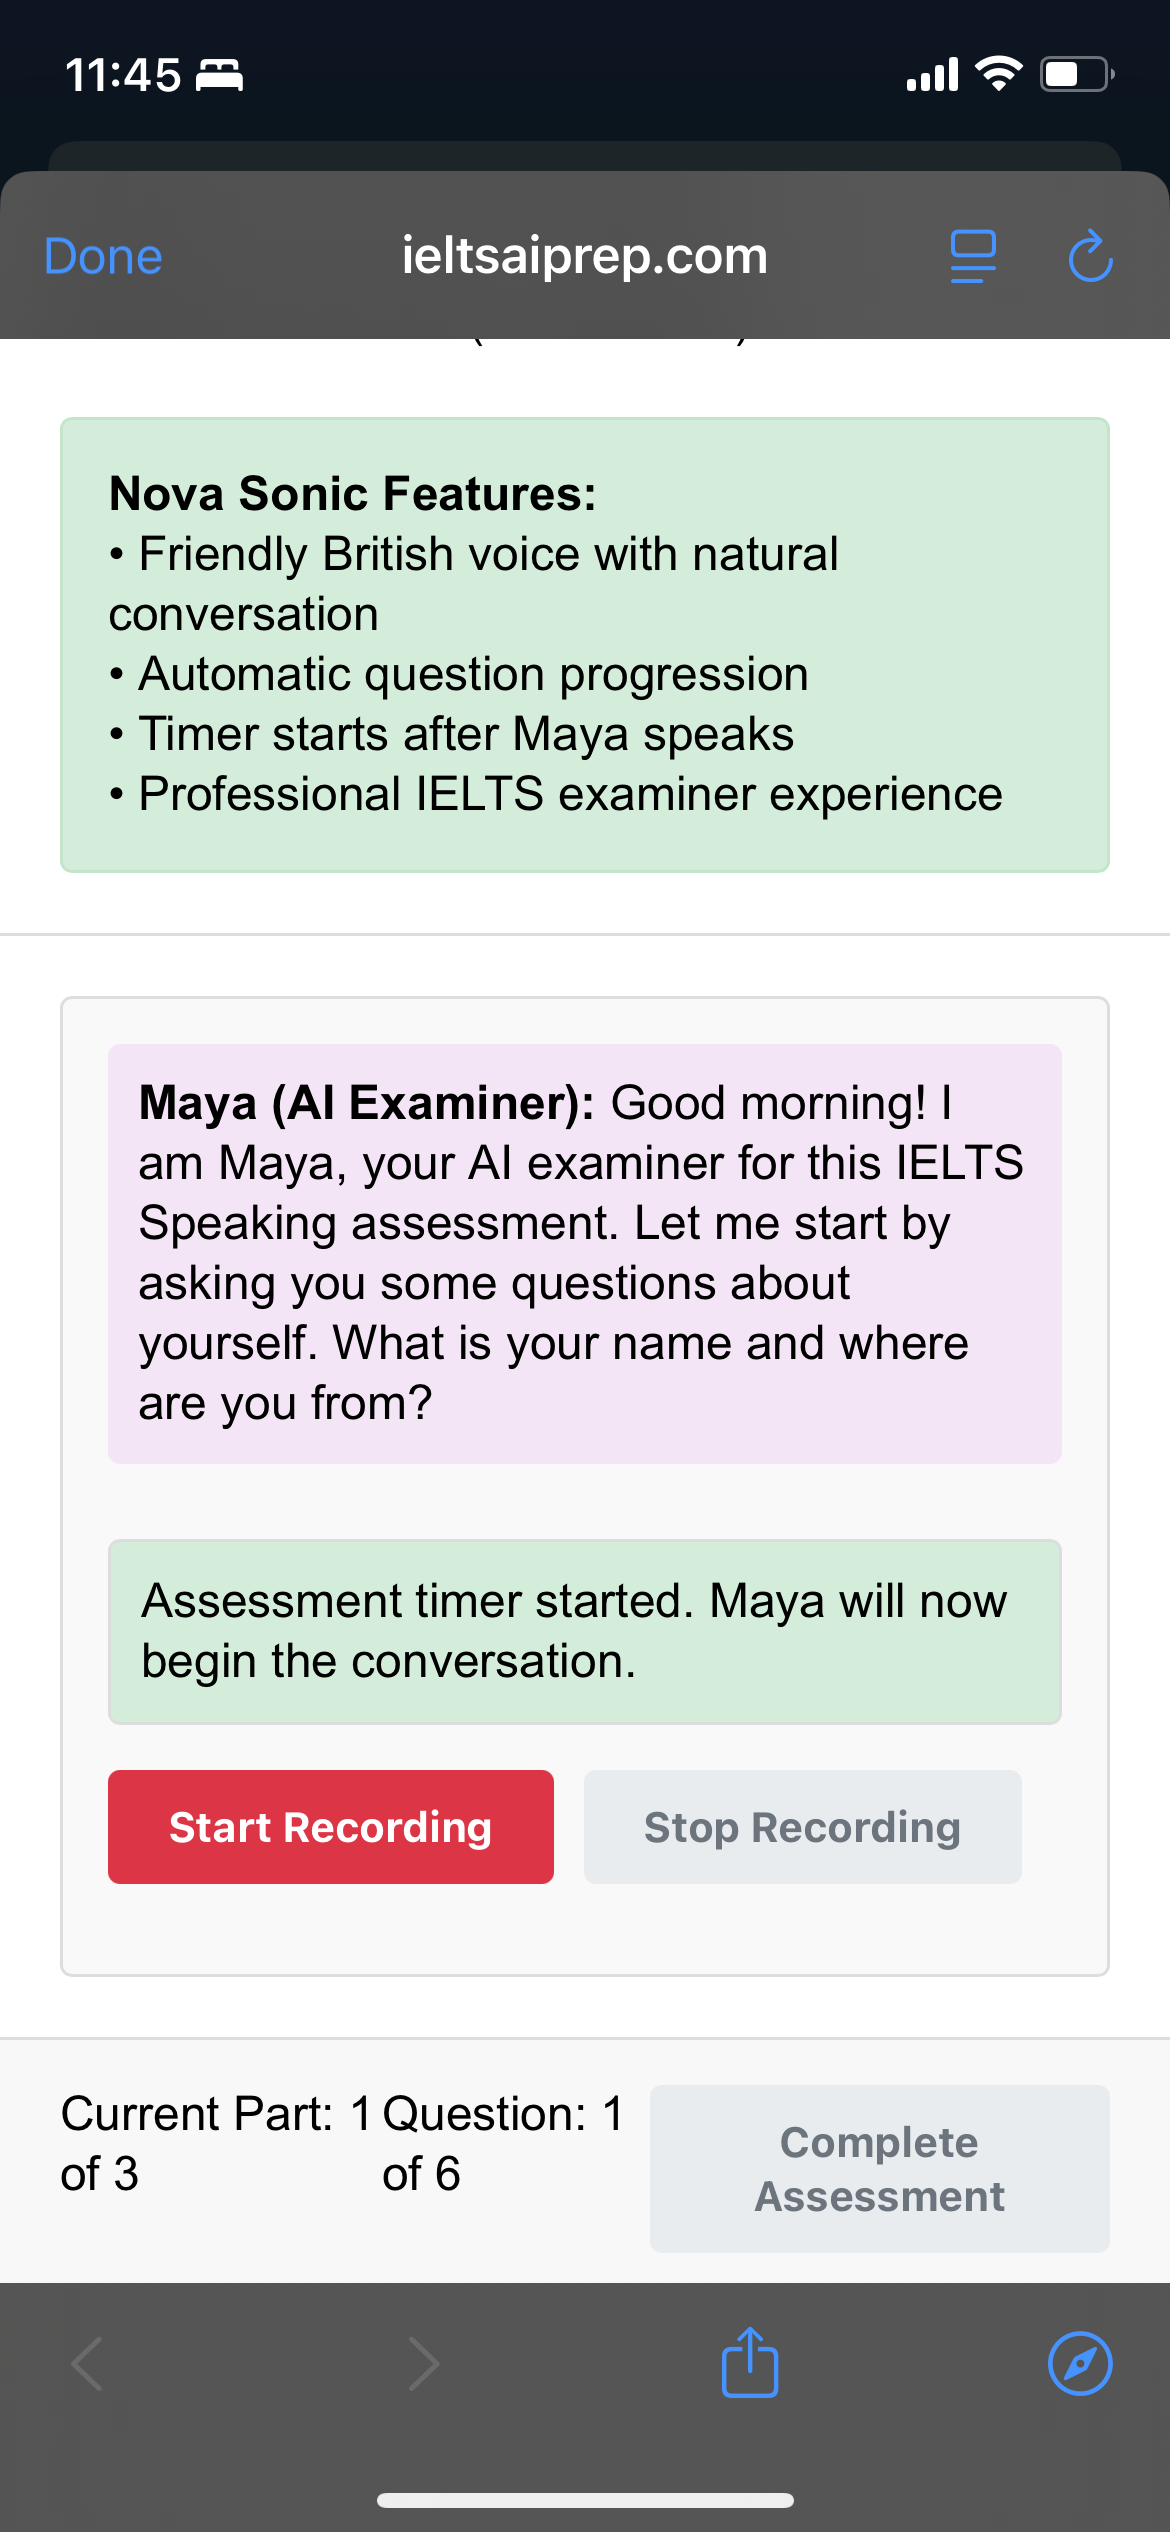 11:45
Done
ieltsaiprep.com
Nova Sonic Features:
• Friendly British voice with natural
conversation
• Automatic question progression
• Timer starts after Maya speaks
• Professional IELTS examiner experience
Maya (AI Examiner): Good morning! I
am Maya, your AI examiner for this IELTS
Speaking assessment. Let me start by
asking you some questions about
yourself. What is your name and where
are you from?
Assessment timer started. Maya will now
begin the conversation.
Start Recording
Stop Recording
Current Part: 1
of 3
Question: 1
of 6
Complete
Assessment